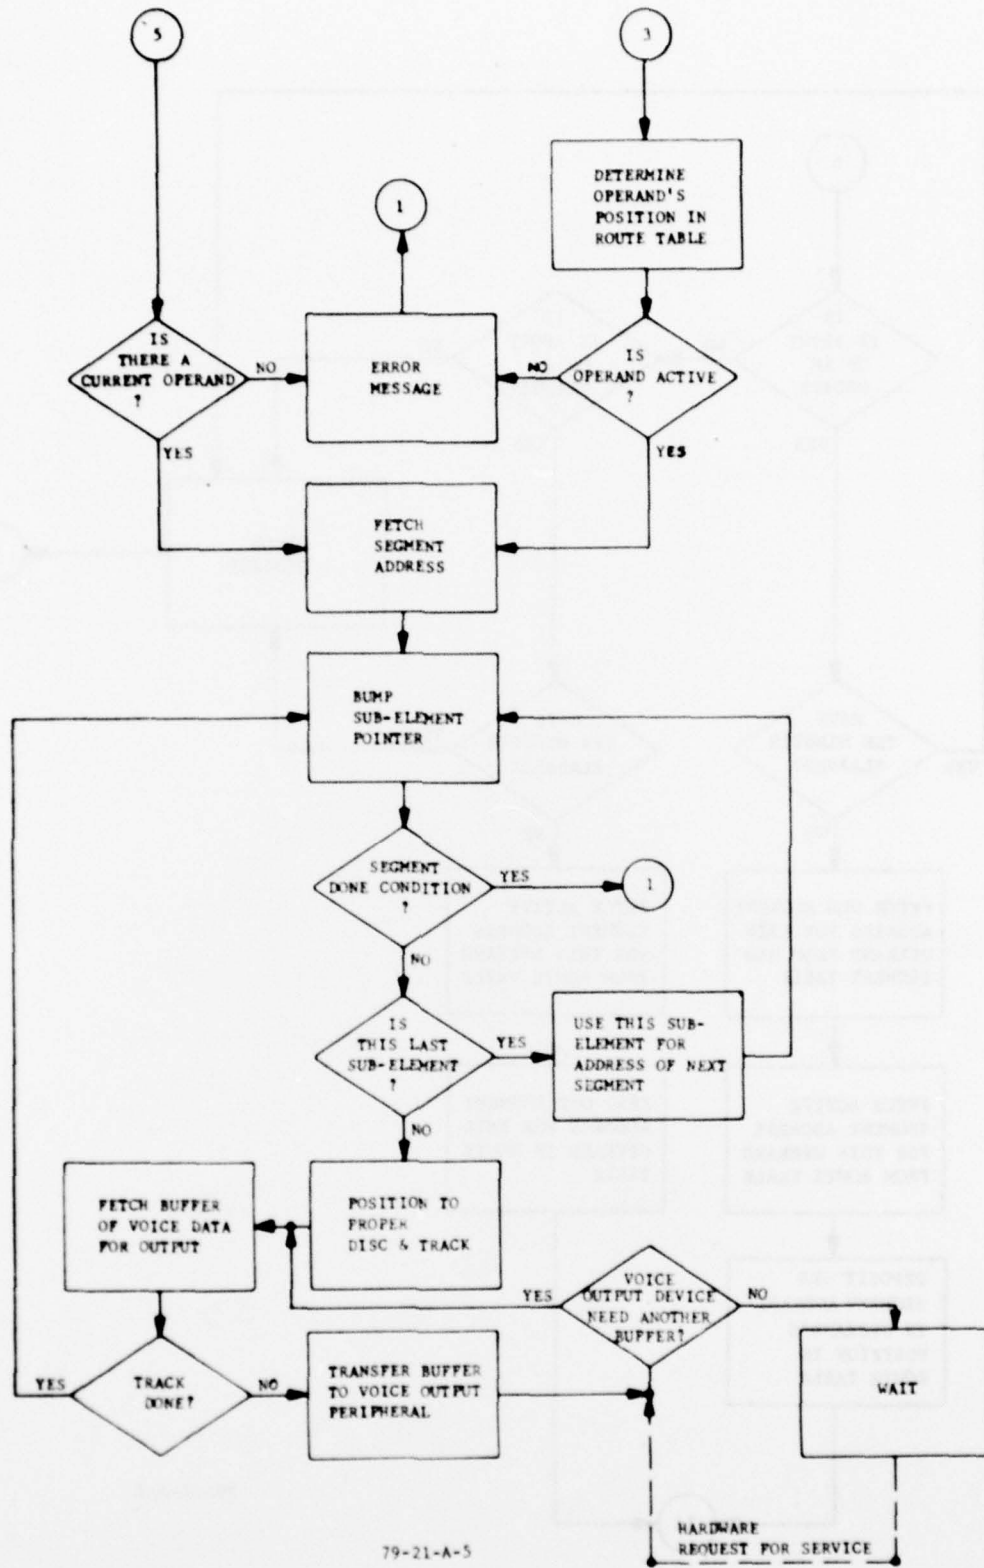 5
3
DETERMINE
OPERAND'S
POSITION IN
ROUTE TABLE
1
IS
THERE A
CURRENT OPERAND
?
NO
ERROR
MESSAGE
NO
IS
OPERAND ACTIVE
?
YES
YES
FETCH
SEGMENT
ADDRESS
BUMP
SUB-ELEMENT
POINTER
SEGMENT
DONE CONDITION
?
YES
1
NO
IS
THIS LAST
SUB-ELEMENT
?
YES
USE THIS SUB-
ELEMENT FOR
ADDRESS OF NEXT
SEGMENT
NO
FETCH BUFFER
OF VOICE DATA
FOR OUTPUT
POSITION TO
PROPER
DISC & TRACK
VOICE
OUTPUT DEVICE
NEED ANOTHER
BUFFER?
YES
NO
TRACK
DONE?
YES
NO
TRANSFER BUFFER
TO VOICE OUTPUT
PERIPHERAL
WAIT
HARDWARE
REQUEST FOR SERVICE
79-21-A-5